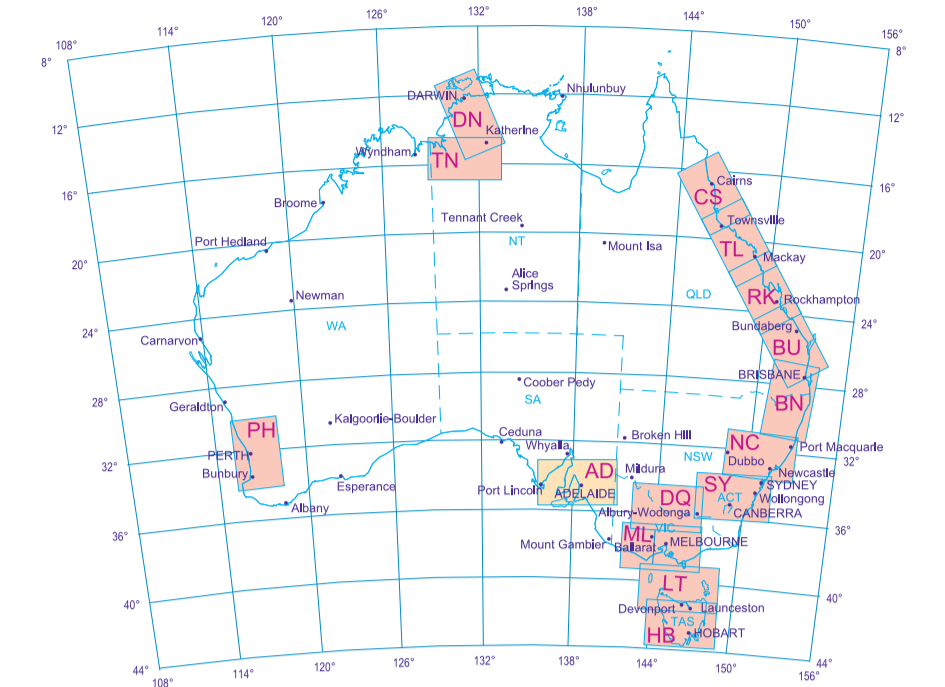 108° 114° 120° 126° 132° 138° 144° 150° 156°
8° 8°
DARWIN
Nhulunbuy
DN
12° 12°
Katherine
Wyndham
TN
16° 16°
Cairns
CS
Broome
Tennant Creek
Townsville
NT
Port Hedland
Mount Isa
TL
Mackay
20° 20°
Alice
Springs
Newman
QLD
RK
Rockhampton
WA
Bundaberg
24° 24°
Carnarvon
BU
BRISBANE
Coober Pedy
28° 28°
SA
BN
Geraldton
Kalgoorlie-Boulder
PH
Ceduna
Broken Hill
NC
Port Macquarie
Whyalla
NSW
Dubbo
PERTH
32° 32°
AD
Mildura
Newcastle
Bunbury
SY
SYDNEY
Esperance
Port Lincoln
ADELAIDE
DQ
ACT
Wollongong
Albany
Albury-Wodonga
CANBERRA
VIC
36° 36°
ML
Mount Gambier
Ballarat
MELBOURNE
LT
40° 40°
Devonport
Launceston
TAS
HB
HOBART
44° 44°
108° 114° 120° 126° 132° 138° 144° 150° 156°